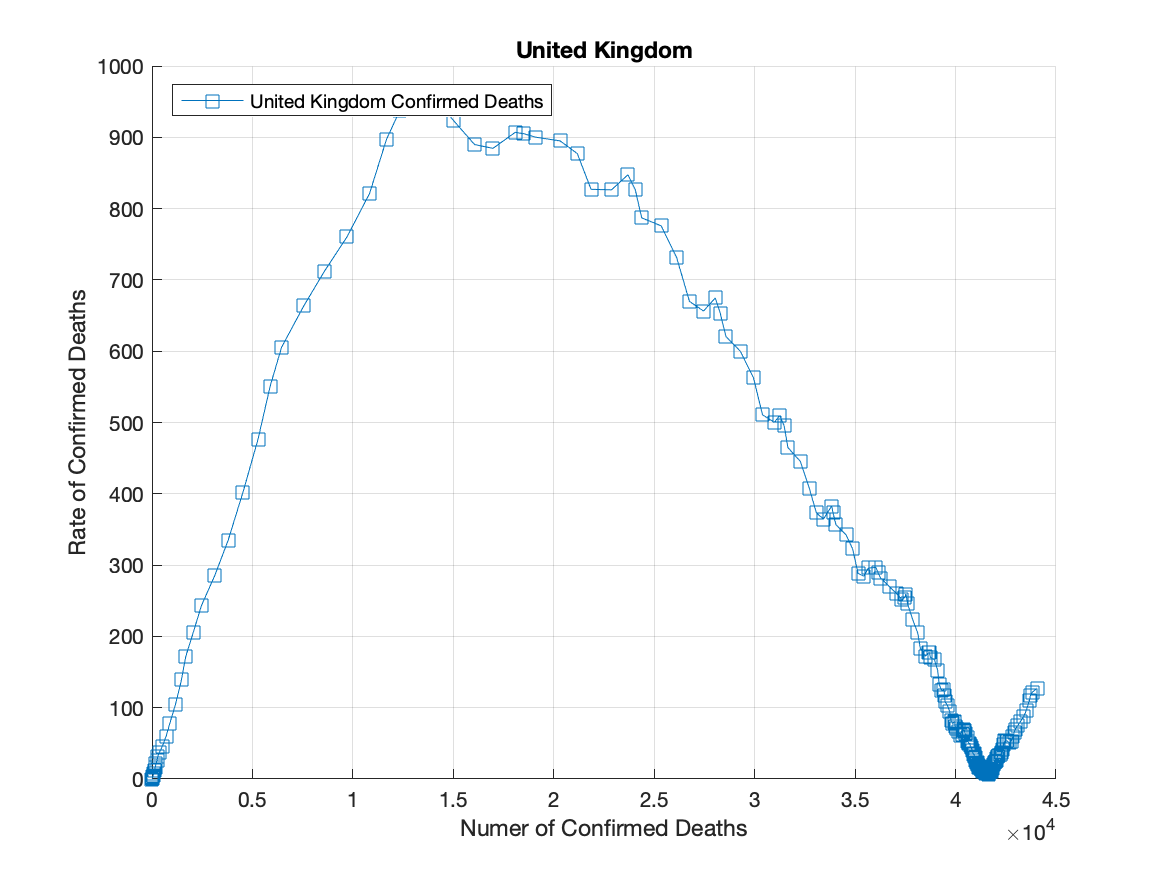 United Kingdom
1000
United Kingdom Confirmed Deaths
900
800
700
600
500
400
300
200
100
0
Rate of Confirmed Deaths
0 0.5 1 1.5 2 2.5 3 3.5 4 4.5
Numer of Confirmed Deaths
×10⁴